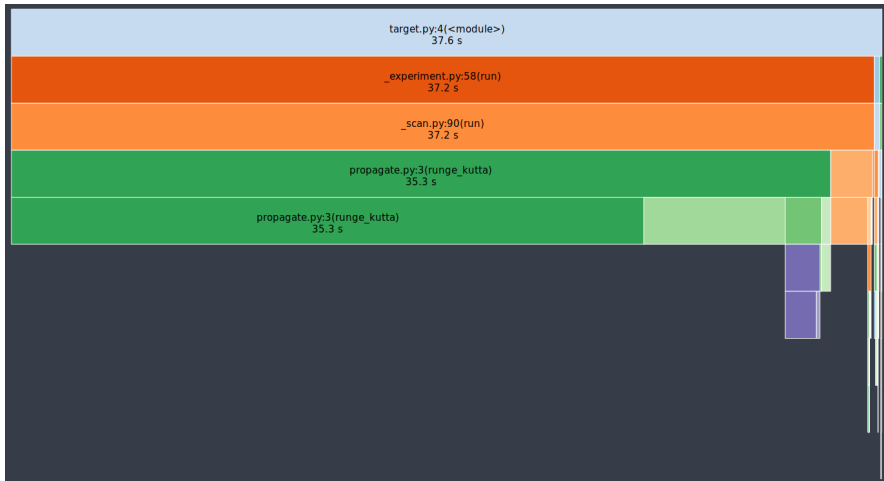 target.py:4(<module>)
37.6 s
_experiment.py:58(run)
37.2 s
_scan.py:90(run)
37.2 s
propagate.py:3(runge_kutta)
35.3 s
propagate.py:3(runge_kutta)
35.3 s